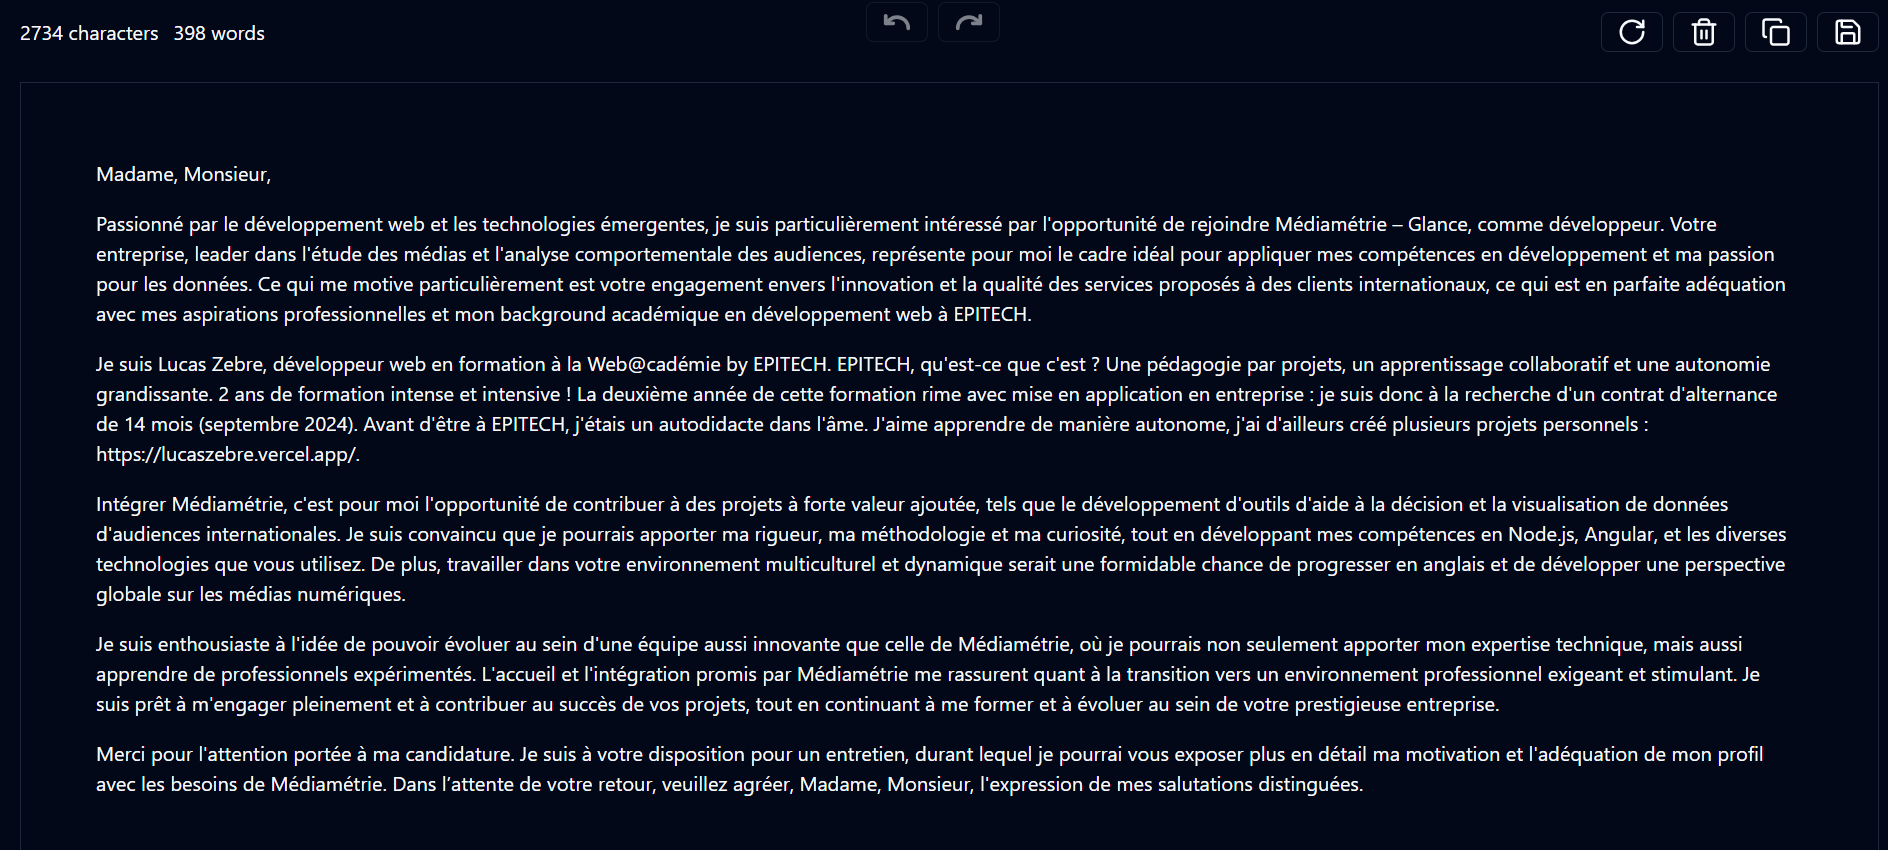 2734 characters 398 words
Madame, Monsieur,
Passionné par le développement web et les technologies émergentes, je suis particulièrement intéressé par l'opportunité de rejoindre Médiamétrie – Glance, comme développeur. Votre
entreprise, leader dans l'étude des médias et l'analyse comportementale des audiences, représente pour moi le cadre idéal pour appliquer mes compétences en développement et ma passion
pour les données. Ce qui me motive particulièrement est votre engagement envers l'innovation et la qualité des services proposés à des clients internationaux, ce qui est en parfaite adéquation
avec mes aspirations professionnelles et mon background académique en développement web à EPITECH.
Je suis Lucas Zebre, développeur web en formation à la Web@cadémie by EPITECH. EPITECH, qu'est-ce que c'est ? Une pédagogie par projets, un apprentissage collaboratif et une autonomie
grandissante. 2 ans de formation intense et intensive ! La deuxième année de cette formation rime avec mise en application en entreprise : je suis donc à la recherche d'un contrat d'alternance
de 14 mois (septembre 2024). Avant d'être à EPITECH, j'étais un autodidacte dans l'âme. J'aime apprendre de manière autonome, j'ai d'ailleurs créé plusieurs projets personnels :
https://lucaszebre.vercel.app/.
Intégrer Médiamétrie, c'est pour moi l'opportunité de contribuer à des projets à forte valeur ajoutée, tels que le développement d'outils d'aide à la décision et la visualisation de données
d'audiences internationales. Je suis convaincu que je pourrais apporter ma rigueur, ma méthodologie et ma curiosité, tout en développant mes compétences en Node.js, Angular, et les diverses
technologies que vous utilisez. De plus, travailler dans votre environnement multiculturel et dynamique serait une formidable chance de progresser en anglais et de développer une perspective
globale sur les médias numériques.
Je suis enthousiaste à l'idée de pouvoir évoluer au sein d'une équipe aussi innovante que celle de Médiamétrie, où je pourrais non seulement apporter mon expertise technique, mais aussi
apprendre de professionnels expérimentés. L'accueil et l'intégration promis par Médiamétrie me rassurent quant à la transition vers un environnement professionnel exigeant et stimulant. Je
suis prêt à m'engager pleinement et à contribuer au succès de vos projets, tout en continuant à me former et à évoluer au sein de votre prestigieuse entreprise.
Merci pour l'attention portée à ma candidature. Je suis à votre disposition pour un entretien, durant lequel je pourrai vous exposer plus en détail ma motivation et l'adéquation de mon profil
avec les besoins de Médiamétrie. Dans l’attente de votre retour, veuillez agréer, Madame, Monsieur, l'expression de mes salutations distinguées.